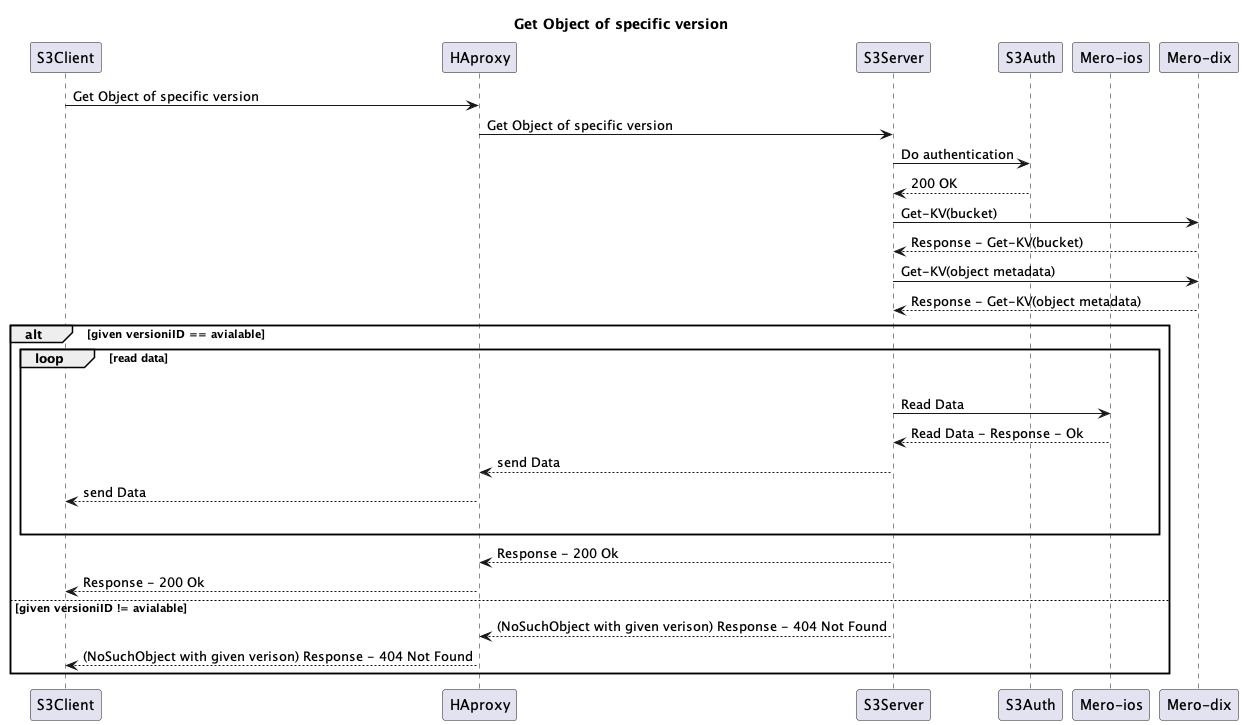 Get Object of specific version
S3Client HAproxy S3Server S3Auth Mero-ios Mero-dix
Get Object of specific version
Get Object of specific version
Do authentication
200 OK
Get-KV(bucket)
Response - Get-KV(bucket)
Get-KV(object metadata)
Response - Get-KV(object metadata)
alt [given versioniID == avialable]
loop [read data]
Read Data
Read Data - Response - Ok
send Data
send Data
Response - 200 Ok
Response - 200 Ok
[given versioniID != avialable]
(NoSuchObject with given verison) Response - 404 Not Found
(NoSuchObject with given verison) Response - 404 Not Found
S3Client HAproxy S3Server S3Auth Mero-ios Mero-dix